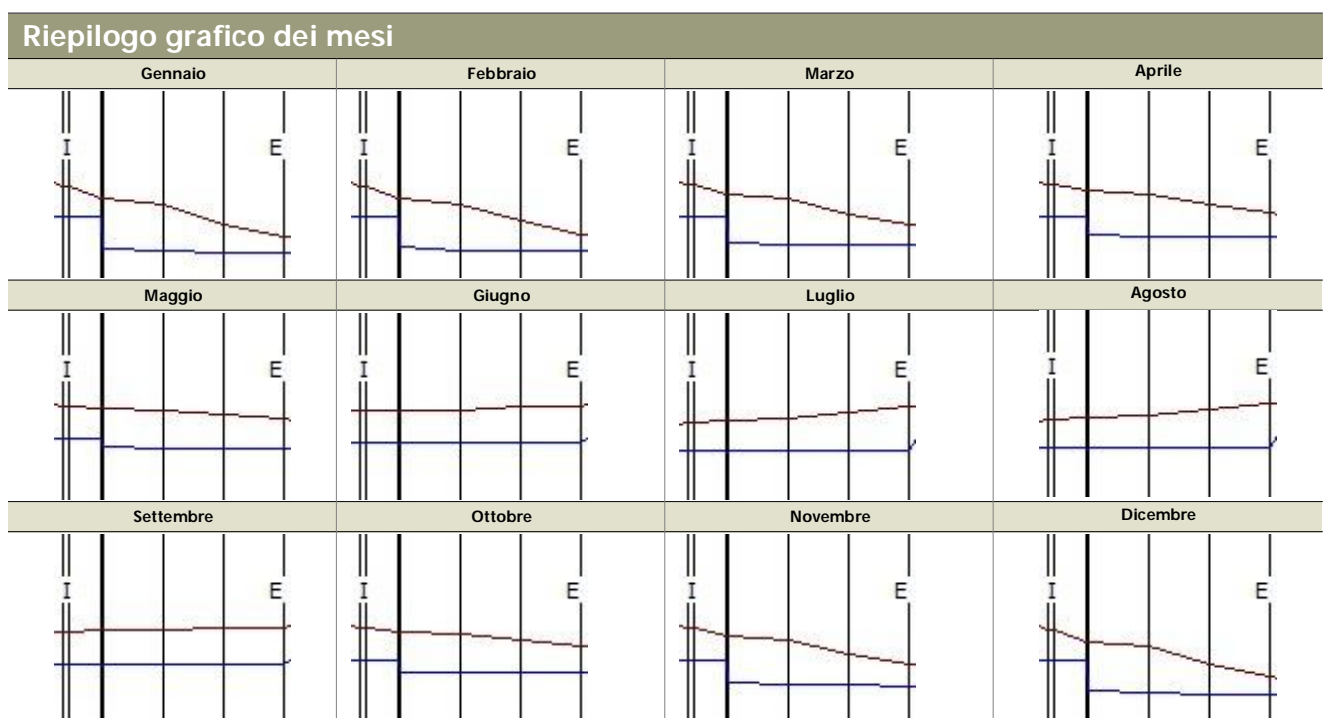 Riepilogo grafico dei mesi
Gennaio Febbraio Marzo Aprile
I E I E I E I E
Maggio Giugno Luglio Agosto
I E I E I E I E
Settembre Ottobre Novembre Dicembre
I E I E I E I E